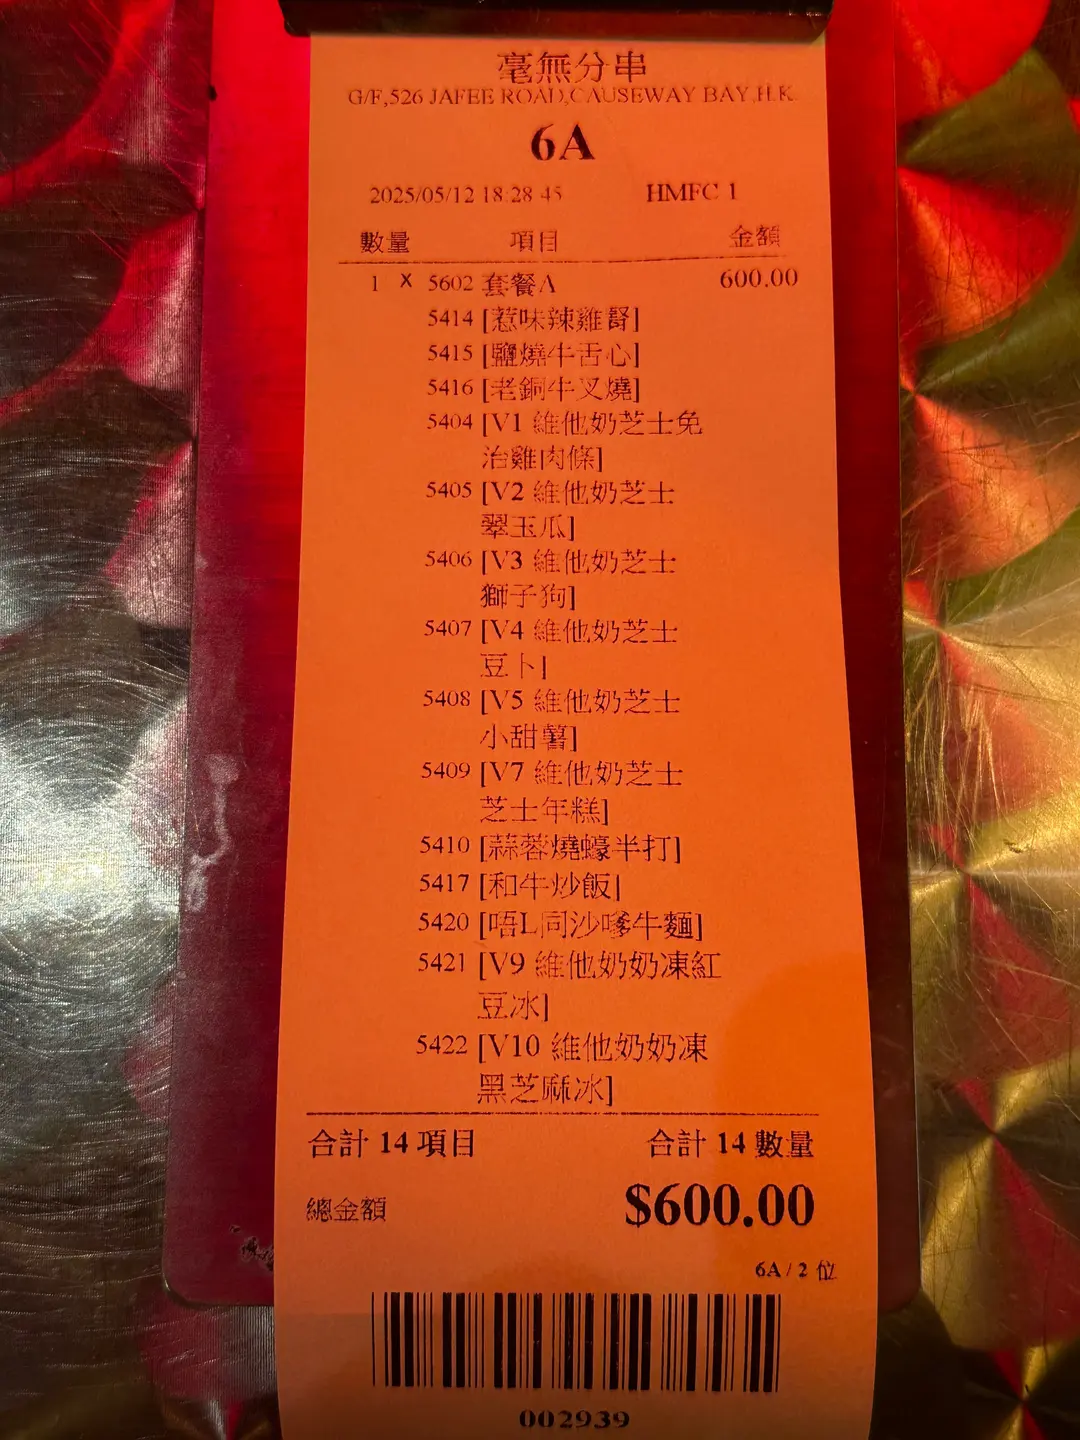 毫無分串
G/F,526 JAFEE ROAD,CAUSEWAY BAY,H.K.
6A
2025/05/12 18:28:45 HMFC 1
數量 項目 金額
1 X 5602 套餐A 600.00
5414 [惹味辣雞腎]
5415 [鹽燒牛舌心]
5416 [老銅牛叉燒]
5404 [V1 維他奶芝士免
治雞肉條]
5405 [V2 維他奶芝士
翠玉瓜]
5406 [V3 維他奶芝士
獅子狗]
5407 [V4 維他奶芝士
豆卜]
5408 [V5 維他奶芝士
小甜薯]
5409 [V7 維他奶芝士
芝士年糕]
5410 [蒜蓉燒蠔半打]
5417 [和牛炒飯]
5420 [唔L同沙嗲牛麵]
5421 [V9 維他奶奶凍紅
豆冰]
5422 [V10 維他奶奶凍
黑芝麻冰]
合計 14 項目 合計 14 數量
總金額 $600.00
6A / 2 位
002939